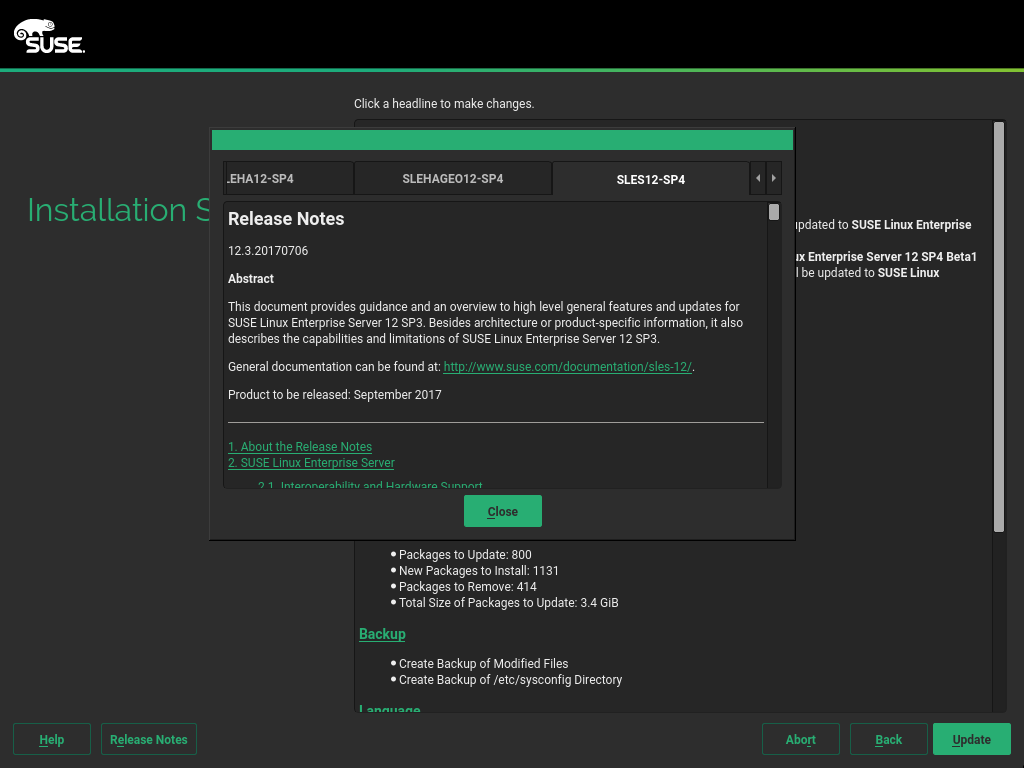 SUSE.
Click a headline to make changes.
Installation S
LEHA12-SP4
SLEHAGEO12-SP4
SLES12-SP4
Release Notes
12.3.20170706
Abstract
This document provides guidance and an overview to high level general features and updates for
SUSE Linux Enterprise Server 12 SP3. Besides architecture or product-specific information, it also
describes the capabilities and limitations of SUSE Linux Enterprise Server 12 SP3.
General documentation can be found at: http://www.suse.com/documentation/sles-12/.
Product to be released: September 2017
1. About the Release Notes
2. SUSE Linux Enterprise Server
2.1. Interoperability and Hardware Support
Close
updated to SUSE Linux Enterprise
ux Enterprise Server 12 SP4 Beta1
l be updated to SUSE Linux
Packages to Update: 800
New Packages to Install: 1131
Packages to Remove: 414
Total Size of Packages to Update: 3.4 GiB
Backup
Create Backup of Modified Files
Create Backup of /etc/sysconfig Directory
Language
Help
Release Notes
Abort
Back
Update